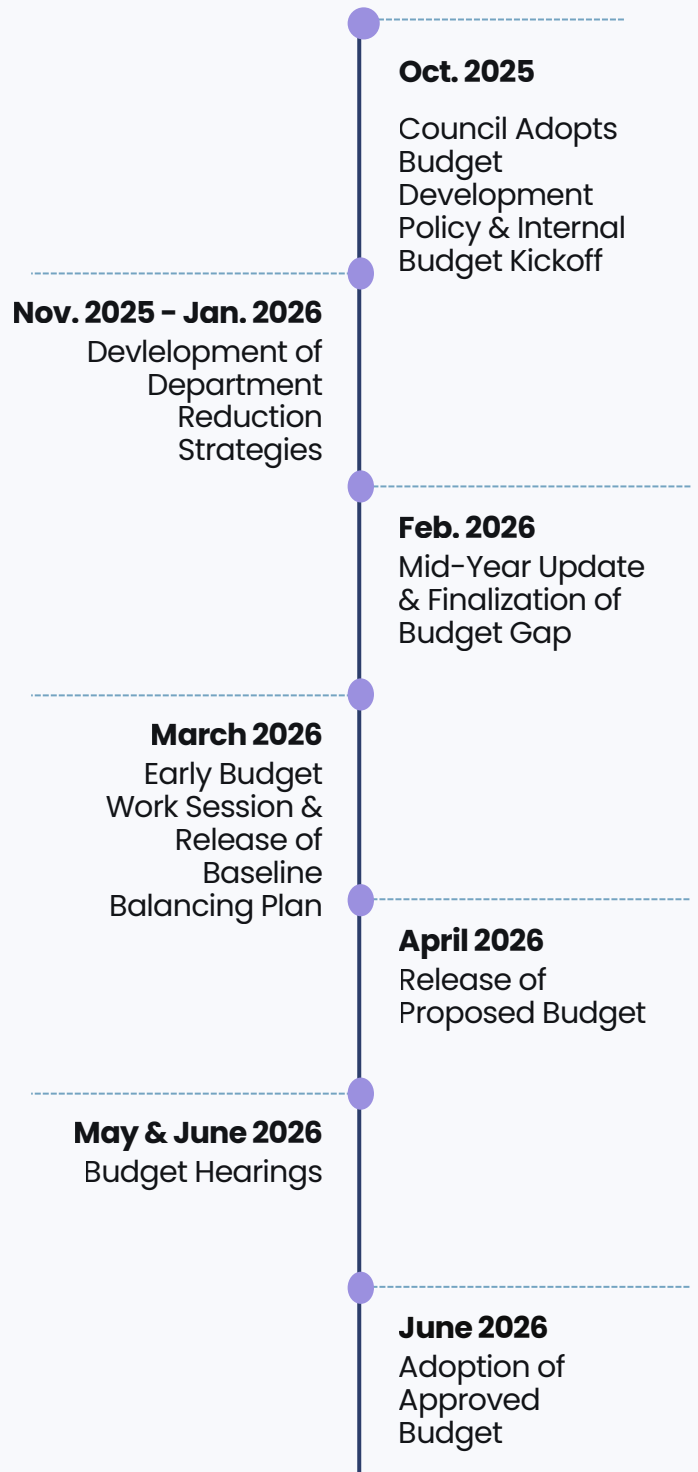 Oct. 2025
Council Adopts
Budget
Development
Policy & Internal
Budget Kickoff
Nov. 2025 - Jan. 2026
Devlelopment of
Department
Reduction
Strategies
Feb. 2026
Mid-Year Update
& Finalization of
Budget Gap
March 2026
Early Budget
Work Session &
Release of
Baseline
Balancing Plan
April 2026
Release of
Proposed Budget
May & June 2026
Budget Hearings
June 2026
Adoption of
Approved
Budget